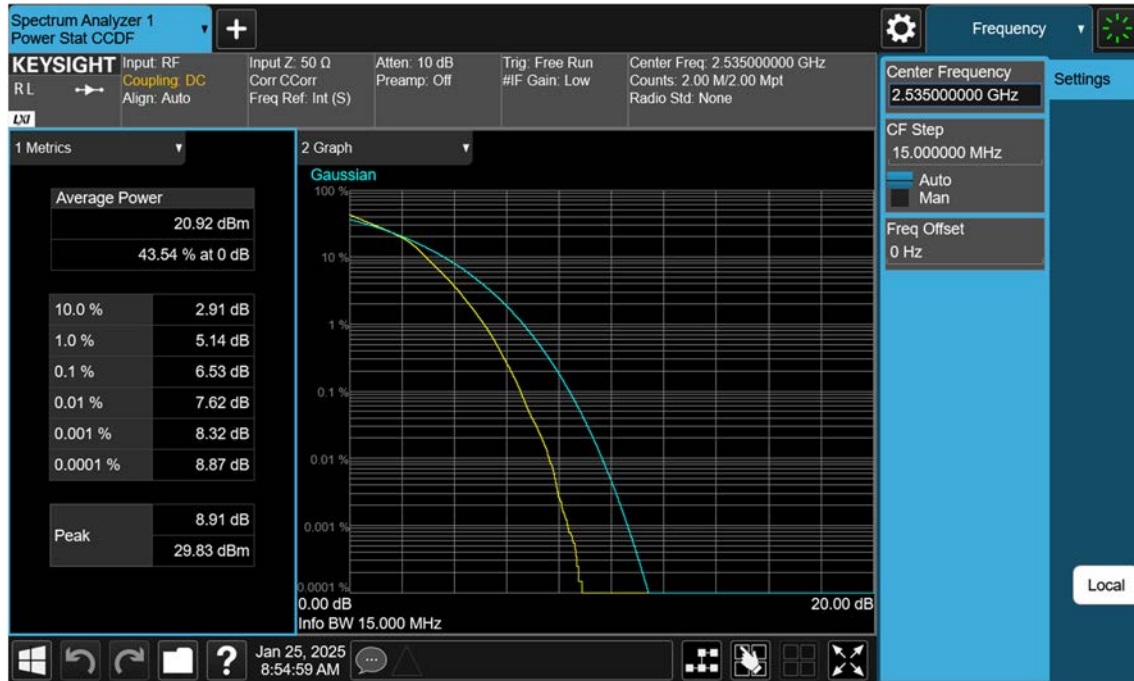 Spectrum Analyzer 1
Power Stat CCDF
Frequency
KEYSIGHT
R L
LXI
Input: RF
Coupling: DC
Align: Auto
Input Z: 50 Ω
Corr CCorr
Freq Ref: Int (S)
Atten: 10 dB
Preamp: Off
Trig: Free Run
#IF Gain: Low
Center Freq: 2.535000000 GHz
Counts: 2.00 M/2.00 Mpt
Radio Std: None
Center Frequency
2.535000000 GHz
Settings
CF Step
15.000000 MHz
Auto
Man
Freq Offset
0 Hz
Local
1 Metrics
Average Power
20.92 dBm
43.54 % at 0 dB
10.0 % 2.91 dB
1.0 % 5.14 dB
0.1 % 6.53 dB
0.01 % 7.62 dB
0.001 % 8.32 dB
0.0001 % 8.87 dB
Peak
8.91 dB
29.83 dBm
2 Graph
Gaussian
100 %
10 %
1 %
0.1 %
0.01 %
0.001 %
0.0001 %
0.00 dB 20.00 dB
Info BW 15.000 MHz
?
Jan 25, 2025
8:54:59 AM